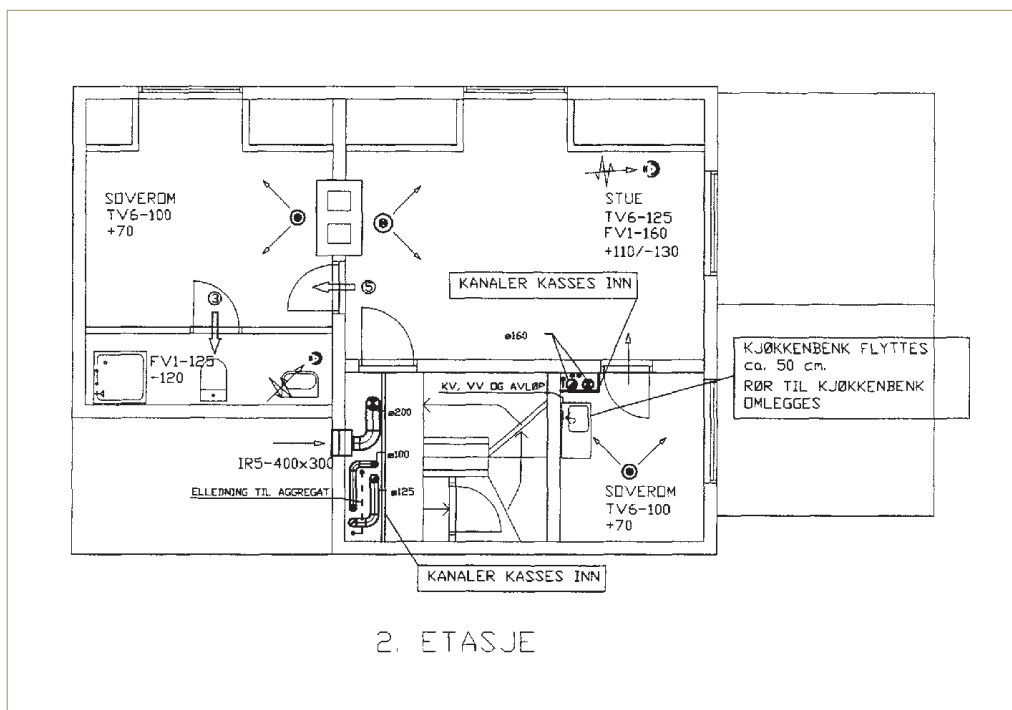 SOVEROM
TV6-100
+70
STUE
TV6-125
FV1-160
+110/-130
KANALER KASSES INN
5
3
ø160
FV1-125
-120
KJØKKENBENK FLYTTES
ca. 50 cm.
RØR TIL KJØKKENBENK
OMLEGGES
KV, VV OG AVLØP
ø200
IR5-400x300
ø100
ELLEDNING TIL AGGREGAT
ø125
SOVEROM
TV6-100
+70
KANALER KASSES INN
2. ETASJE